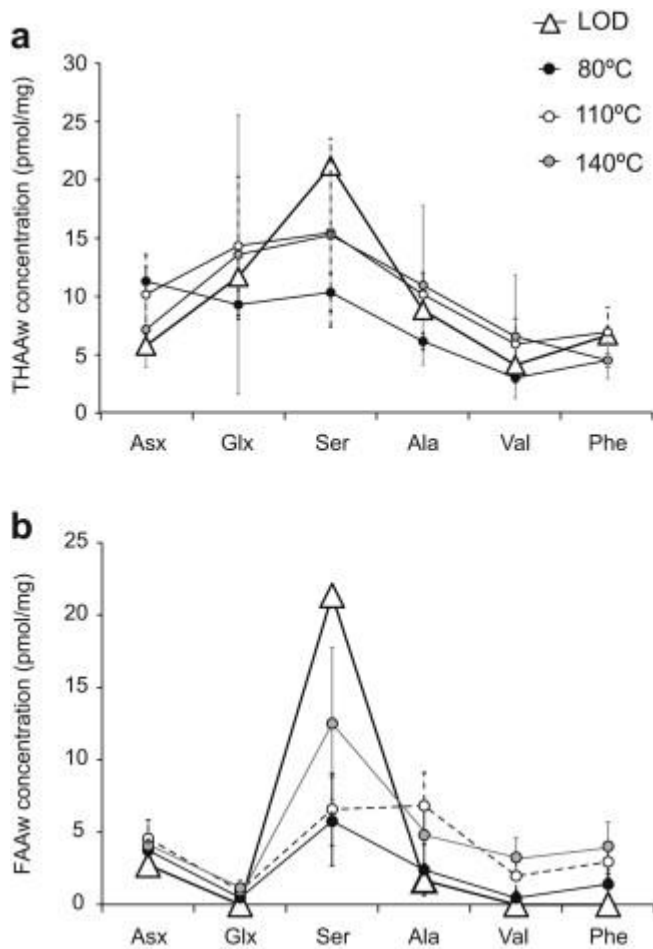 a
LOD
80ºC
110ºC
140ºC
THAAw concentration (pmol/mg)
30
25
20
15
10
5
0
Asx Glx Ser Ala Val Phe
b
FAAw concentration (pmol/mg)
25
20
15
10
5
0
Asx Glx Ser Ala Val Phe